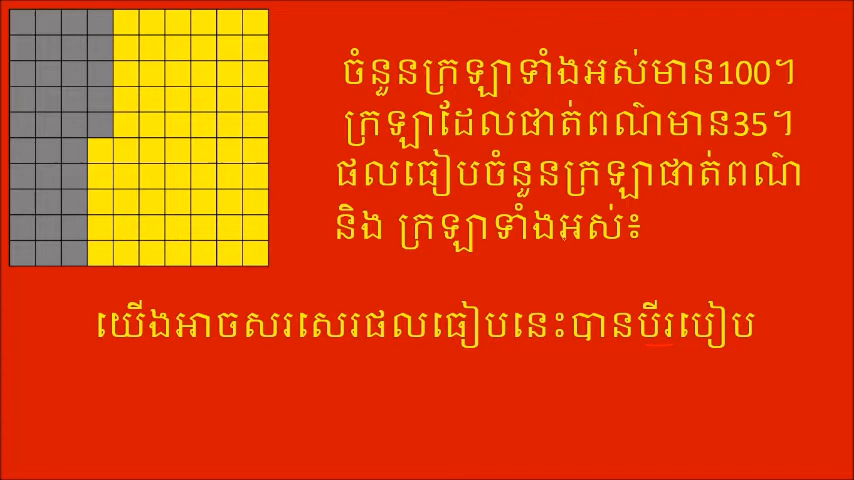 ចំនួនក្រឡាទាំងអស់មាន100។
ក្រឡាដែលផាត់ពណ៌មាន35។
ផលធៀបចំនួនក្រឡាផាត់ពណ៌
និង ក្រឡាទាំងអស់៖
យើងអាចសរសេរផលធៀបនេះបានបីរបៀប